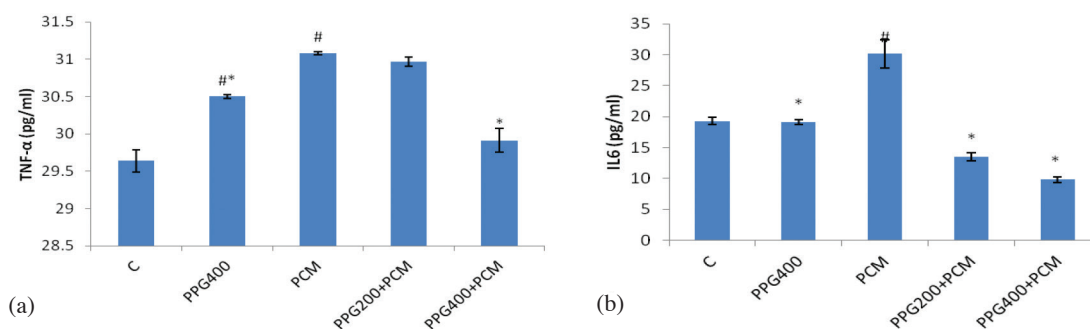 TNF-α (pg/ml)
31.5
31
30.5
30
29.5
29
28.5
#*
#
*
C
PPG400
PCM
PPG200+PCM
PPG400+PCM
(a)
IL6 (pg/ml)
35
30
25
20
15
10
5
0
*
#
*
*
C
PPG400
PCM
PPG200+PCM
PPG400+PCM
(b)